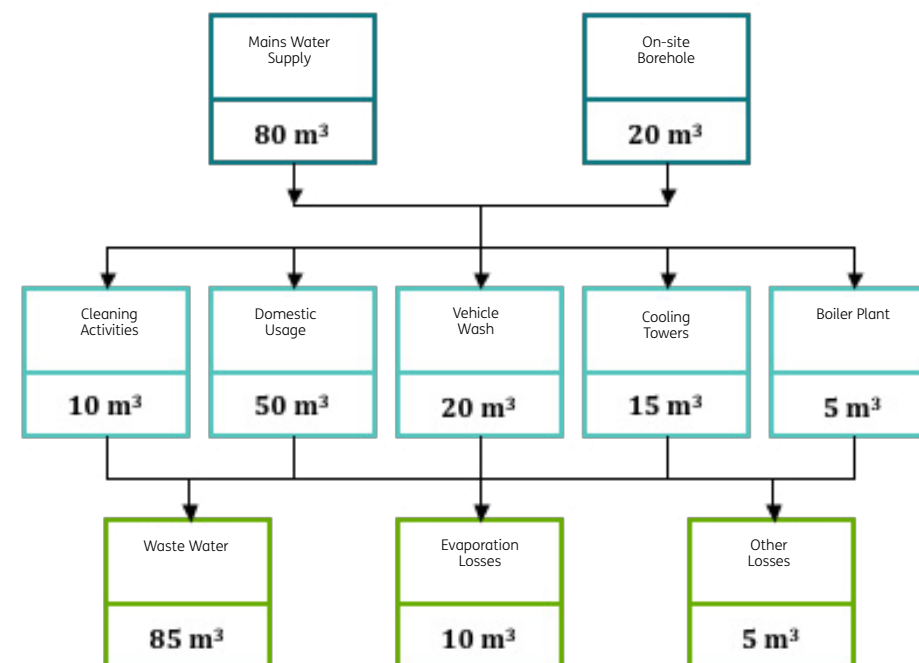 Mains Water
Supply
On-site
Borehole
80 m³
20 m³
Cleaning
Activities
Domestic
Usage
Vehicle
Wash
Cooling
Towers
Boiler Plant
10 m³
50 m³
20 m³
15 m³
5 m³
Waste Water
Evaporation
Losses
Other
Losses
85 m³
10 m³
5 m³